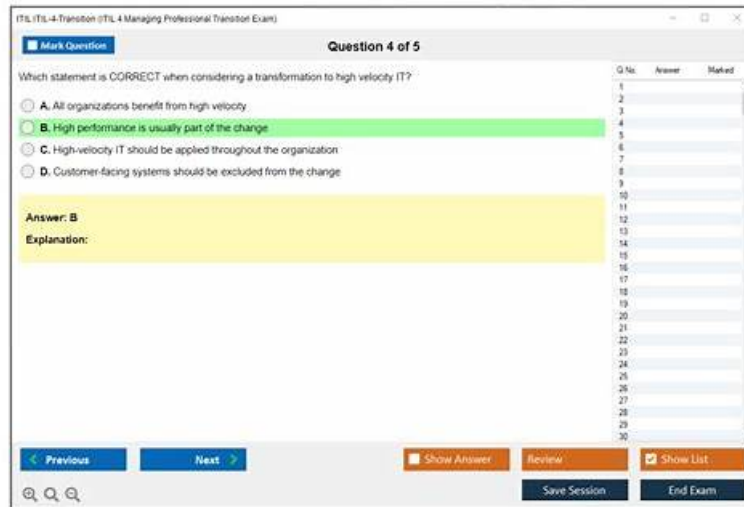 ITIL ITIL-4-Transition (ITIL 4 Managing Professional Transition Exam)
Mark Question
Question 4 of 5
Which statement is CORRECT when considering a transformation to high velocity IT?
A. All organizations benefit from high velocity
B. High performance is usually part of the change
C. High-velocity IT should be applied throughout the organization
D. Customer-facing systems should be excluded from the change
Answer: B
Explanation:
Q No. Answer Marked
1
2
3
4
5
6
7
8
9
10
11
12
13
14
15
16
17
18
19
20
21
22
23
24
25
26
27
28
29
30
Previous
Next
Show Answer
Review
Show List
Save Session
End Exam